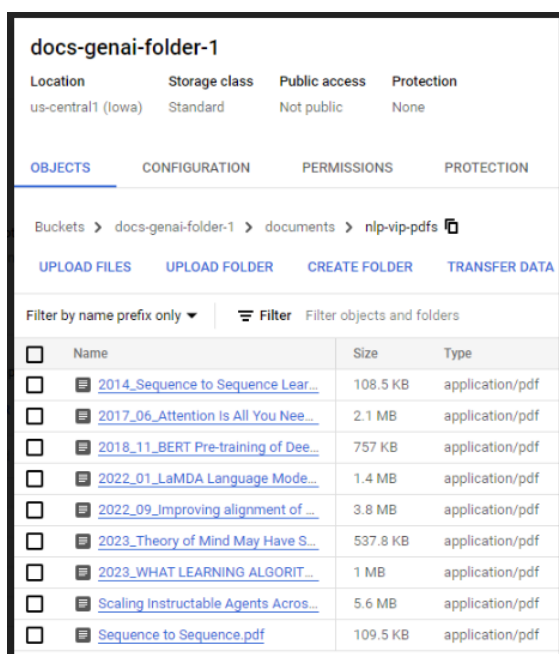 docs-genai-folder-1
Location Storage class Public access Protection
us-central1 (Iowa) Standard Not public None
OBJECTS CONFIGURATION PERMISSIONS PROTECTION
Buckets > docs-genai-folder-1 > documents > nlp-vip-pdfs
UPLOAD FILES UPLOAD FOLDER CREATE FOLDER TRANSFER DATA
Filter by name prefix only Filter Filter objects and folders
Name Size Type
2014_Sequence to Sequence Lear... 108.5 KB application/pdf
2017_06_Attention Is All You Nee... 2.1 MB application/pdf
2018_11_BERT Pre-training of Dee... 757 KB application/pdf
2022_01_LaMDA Language Mode... 1.4 MB application/pdf
2022_09_Improving alignment of ... 3.8 MB application/pdf
2023_Theory of Mind May Have S... 537.8 KB application/pdf
2023_WHAT LEARNING ALGORIT... 1 MB application/pdf
Scaling Instructable Agents Acros... 5.6 MB application/pdf
Sequence to Sequence.pdf 109.5 KB application/pdf